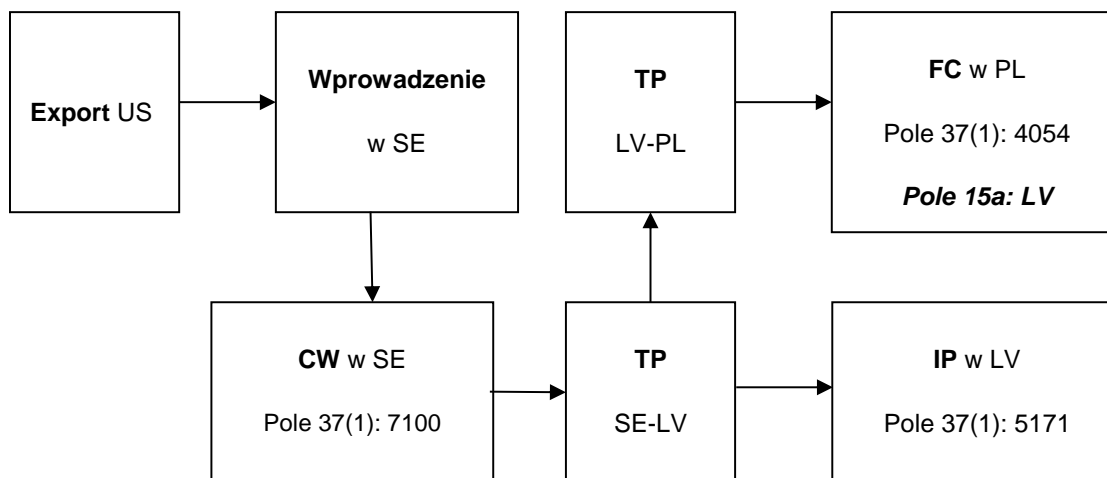 Export US
Wprowadzenie
w SE
TP
LV-PL
FC w PL
Pole 37(1): 4054
Pole 15a: LV
CW w SE
Pole 37(1): 7100
TP
SE-LV
IP w LV
Pole 37(1): 5171